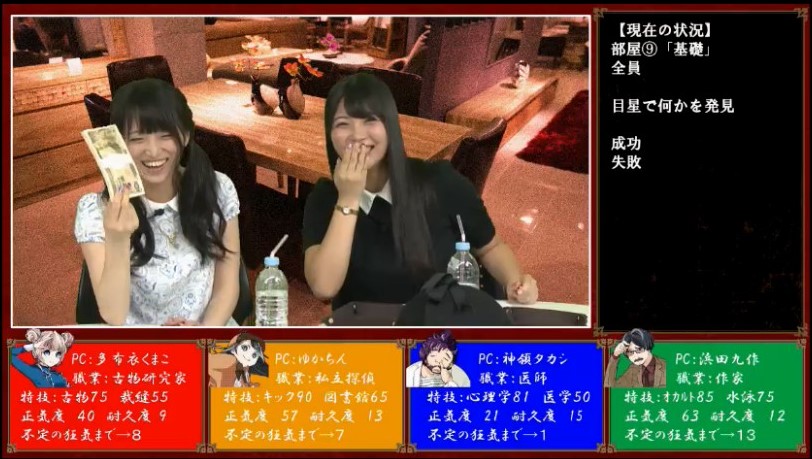 【現在の状況】
部屋⑨「基礎」
全員
目星で何かを発見
成功
失敗
PC:多布衣くまこ
職業:古物研究家
特技:古物75 裁縫55
正気度 40 耐久度 9
不定の狂気まで→8
PC:ゆかちん
職業:私立探偵
特技:キック90 図書館65
正気度 57 耐久度 13
不定の狂気まで→7
PC:神領タカシ
職業:医師
特技:心理学81 医学50
正気度 21 耐久度 15
不定の狂気まで→1
PC:浜田九作
職業:作家
特技:オカルト85 水泳75
正気度 63 耐久度 12
不定の狂気まで→13